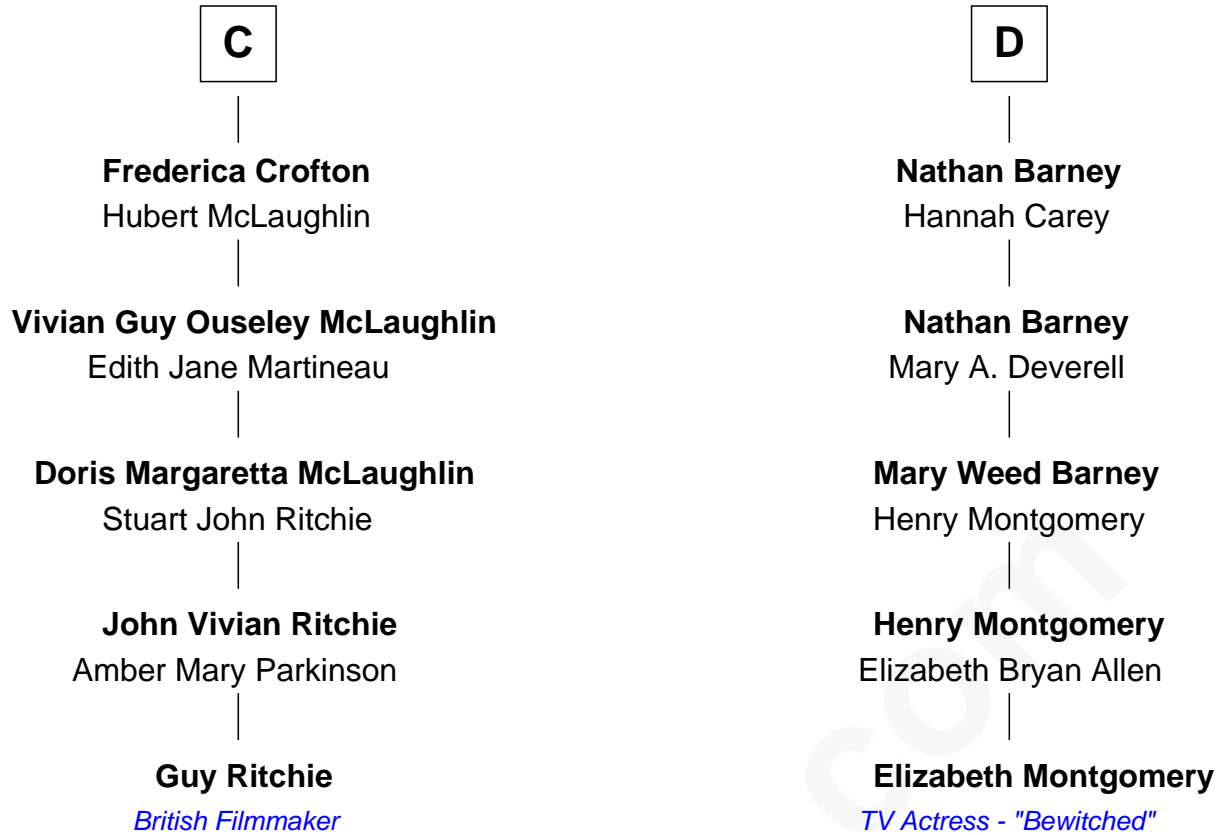 C
Frederica Crofton
Hubert McLaughlin
Vivian Guy Ouseley McLaughlin
Edith Jane Martineau
Doris Margaretta McLaughlin
Stuart John Ritchie
John Vivian Ritchie
Amber Mary Parkinson
Guy Ritchie
British Filmmaker
D
Nathan Barney
Hannah Carey
Nathan Barney
Mary A. Deverell
Mary Weed Barney
Henry Montgomery
Henry Montgomery
Elizabeth Bryan Allen
Elizabeth Montgomery
TV Actress - "Bewitched"
com